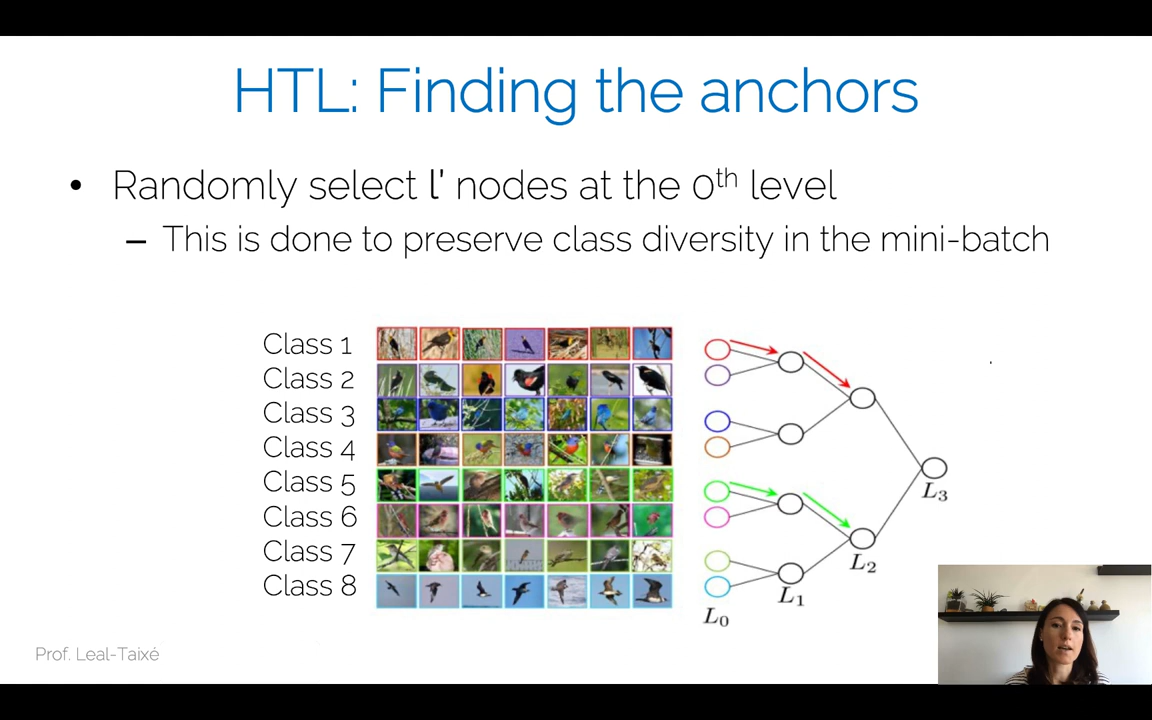 HTL: Finding the anchors
• Randomly select l' nodes at the 0th level
– This is done to preserve class diversity in the mini-batch
Class 1
Class 2
Class 3
Class 4
Class 5
Class 6
Class 7
Class 8
L0
L1
L2
L3
Prof. Leal-Taixé